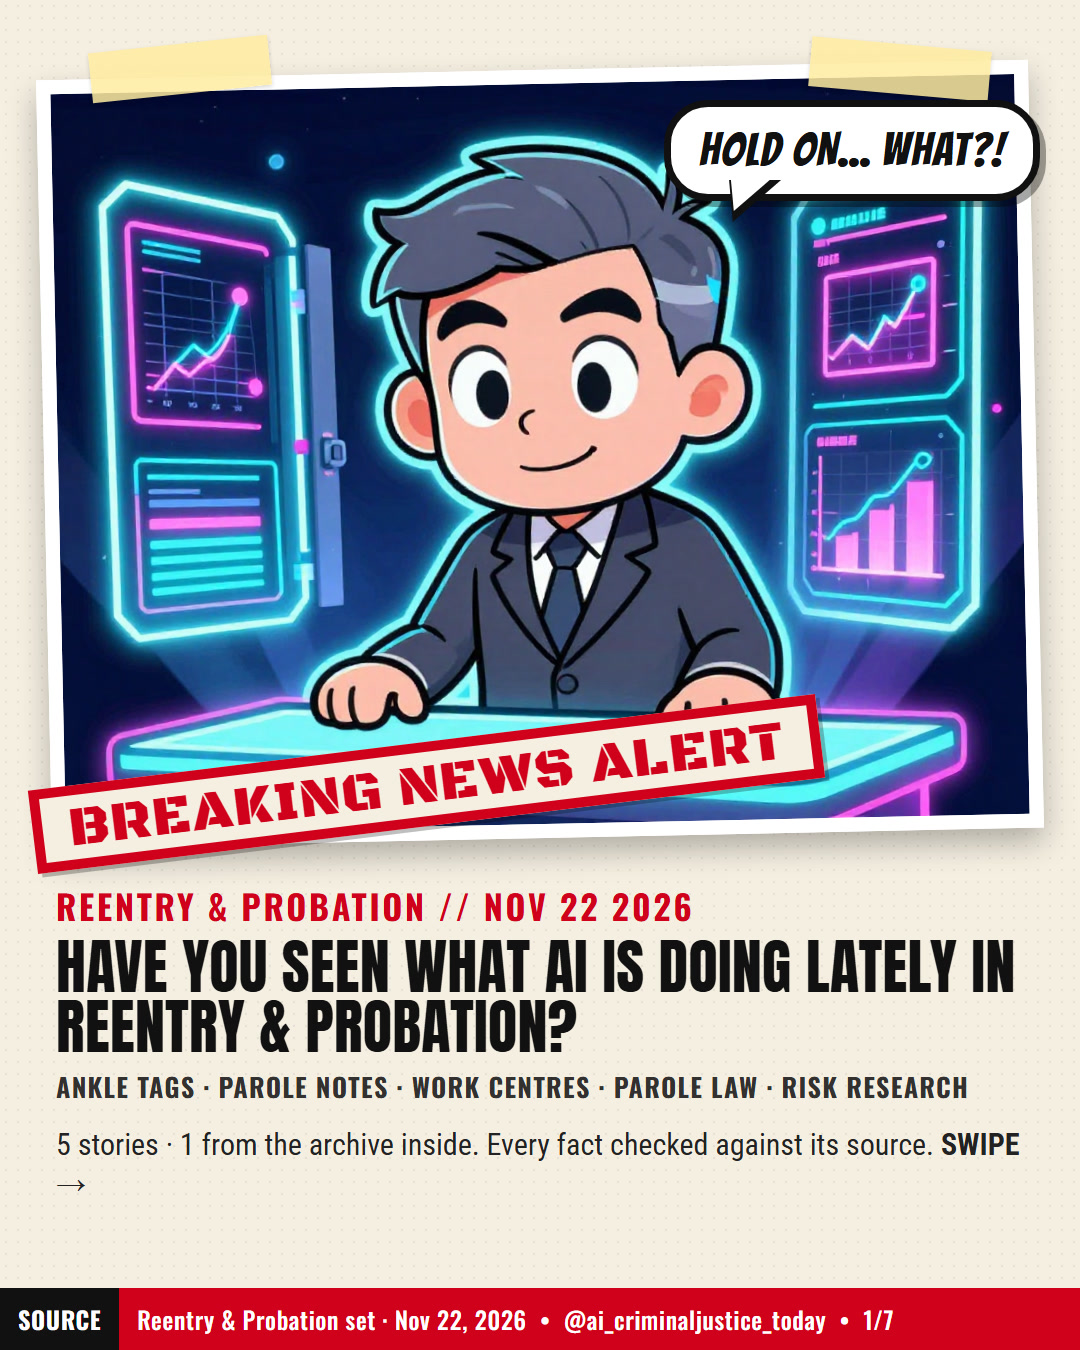 HOLD ON... WHAT?!
BREAKING NEWS ALERT
REENTRY & PROBATION // NOV 22 2026
HAVE YOU SEEN WHAT AI IS DOING LATELY IN
REENTRY & PROBATION?
ANKLE TAGS · PAROLE NOTES · WORK CENTRES · PAROLE LAW · RISK RESEARCH
5 stories · 1 from the archive inside. Every fact checked against its source. SWIPE
→
SOURCE Reentry & Probation set · Nov 22, 2026 • @ai_criminaljustice_today • 1/7